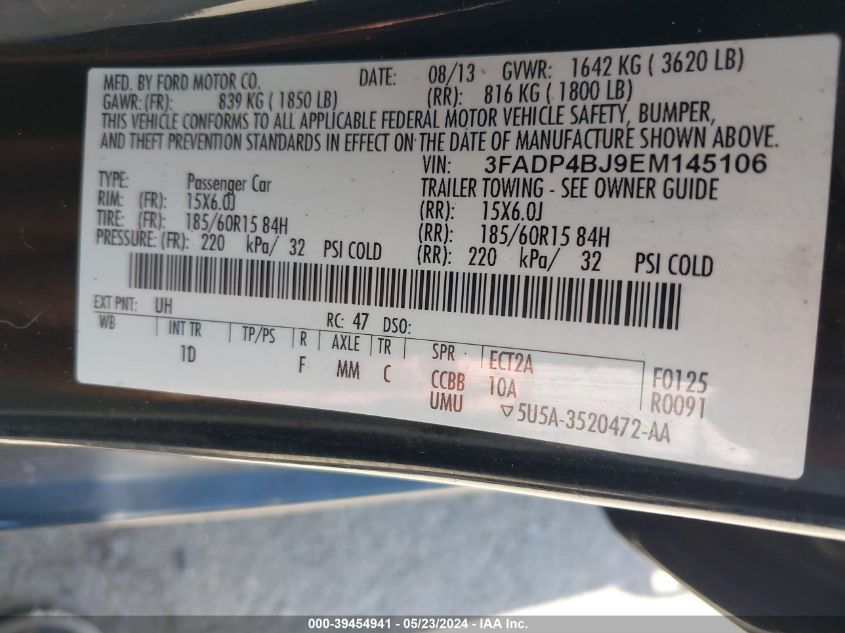 MFD. BY FORD MOTOR CO. DATE: 08/13 GVWR: 1642 KG ( 3620 LB)
GAWR: (FR): 839 KG ( 1850 LB) (RR): 816 KG ( 1800 LB)
THIS VEHICLE CONFORMS TO ALL APPLICABLE FEDERAL MOTOR VEHICLE SAFETY, BUMPER,
AND THEFT PREVENTION STANDARDS IN EFFECT ON THE DATE OF MANUFACTURE SHOWN ABOVE.
VIN: 3FADP4BJ9EM145106
TYPE: Passenger Car TRAILER TOWING - SEE OWNER GUIDE
RIM: (FR): 15X6.0J (RR): 15X6.0J
TIRE: (FR): 185/60R15 84H (RR): 185/60R15 84H
PRESSURE: (FR): 220 kPa/ 32 PSI COLD (RR): 220 kPa/ 32 PSI COLD
EXT PNT: UH RC: 47 DSO:
WB INT TR TP/PS R AXLE TR SPR ECT2A F0125
1D F MM C CCBB 10A R0091
UMU ▽5U5A-3520472-AA
000-39454941 - 05/23/2024 - IAA Inc.